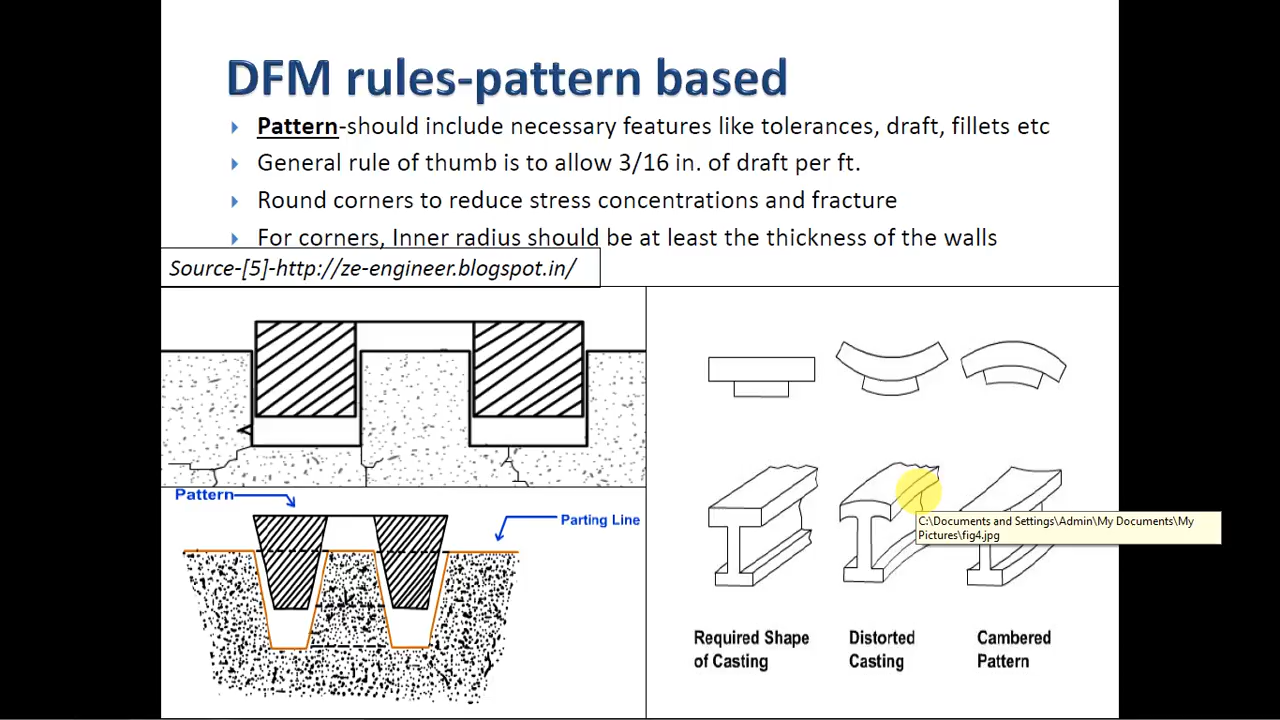 DFM rules-pattern based
Pattern-should include necessary features like tolerances, draft, fillets etc
General rule of thumb is to allow 3/16 in. of draft per ft.
Round corners to reduce stress concentrations and fracture
For corners, Inner radius should be at least the thickness of the walls
Source-[5]-http://ze-engineer.blogspot.in/
Pattern
Parting Line
C:\Documents and Settings\Admin\My Documents\My
Pictures\fig4.jpg
Required Shape
of Casting
Distorted
Casting
Cambered
Pattern